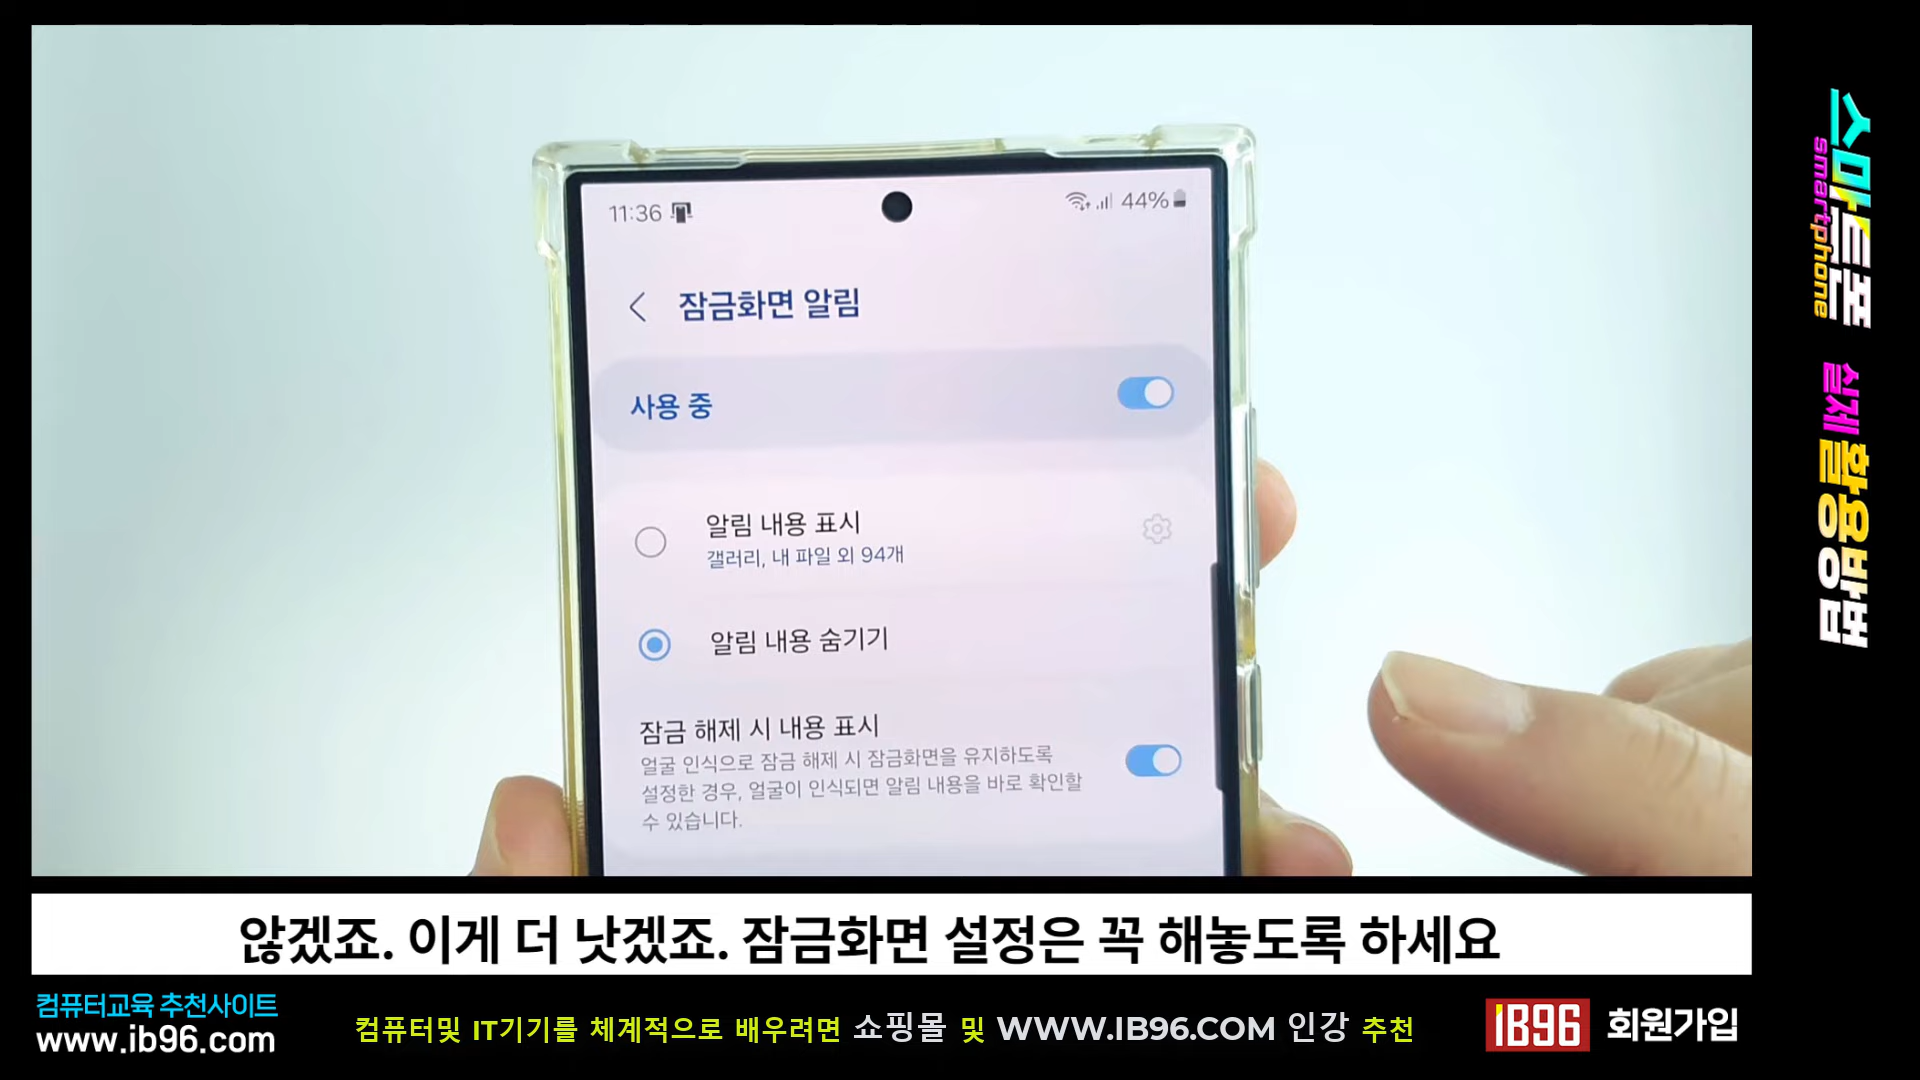 11:36
44%
잠금화면 알림
사용 중
알림 내용 표시
갤러리, 내 파일 외 94개
알림 내용 숨기기
잠금 해제 시 내용 표시
얼굴 인식으로 잠금 해제 시 잠금화면을 유지하도록
설정한 경우, 얼굴이 인식되면 알림 내용을 바로 확인할
수 있습니다.
스마트폰
smartphone
실제활용방법
않겠죠. 이게 더 낫겠죠. 잠금화면 설정은 꼭 해놓도록 하세요
컴퓨터교육 추천사이트
www.ib96.com
컴퓨터및 IT기기를 체계적으로 배우려면 쇼핑몰 및 WWW.IB96.COM 인강 추천
IB96 회원가입